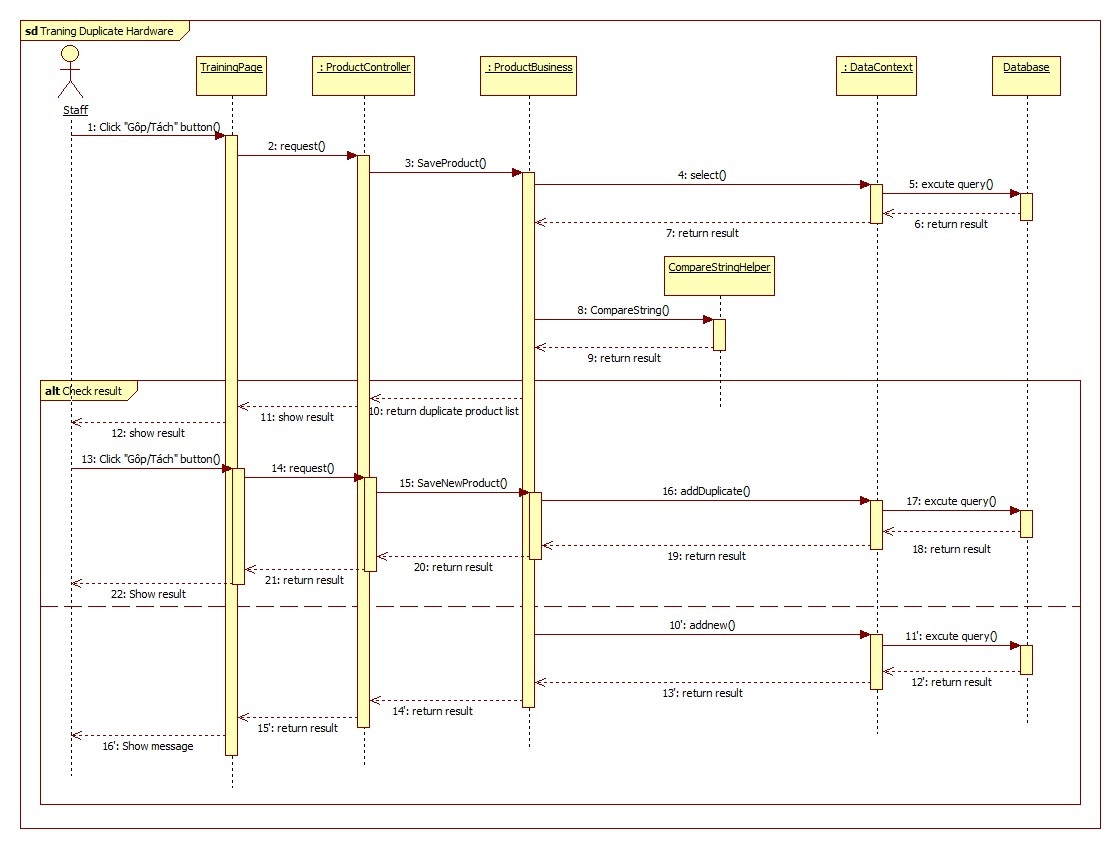 sd Traning Duplicate Hardware
Staff
TrainingPage
: ProductController
: ProductBusiness
: DataContext
Database
1: Click "Gôp/Tách" button()
2: request()
3: SaveProduct()
4: select()
5: excute query()
6: return result
7: return result
CompareStringHelper
8: CompareString()
9: return result
alt Check result
10: return duplicate product list
11: show result
12: show result
13: Click "Gôp/Tách" button()
14: request()
15: SaveNewProduct()
16: addDuplicate()
17: excute query()
18: return result
19: return result
20: return result
21: return result
22: Show result
10': addnew()
11': excute query()
12': return result
13': return result
14': return result
15': return result
16': Show message